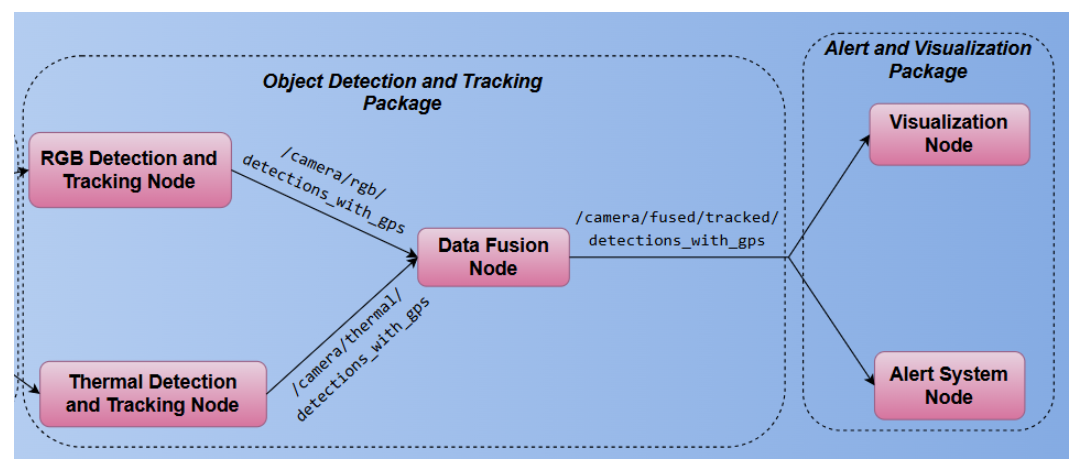 Object Detection and Tracking
Package
Alert and Visualization
Package
RGB Detection and
Tracking Node
/camera/rgb/
detections_with_gps
Thermal Detection
and Tracking Node
/camera/thermal/
detections_with_gps
Data Fusion
Node
/camera/fused/tracked/
detections_with_gps
Visualization
Node
Alert System
Node